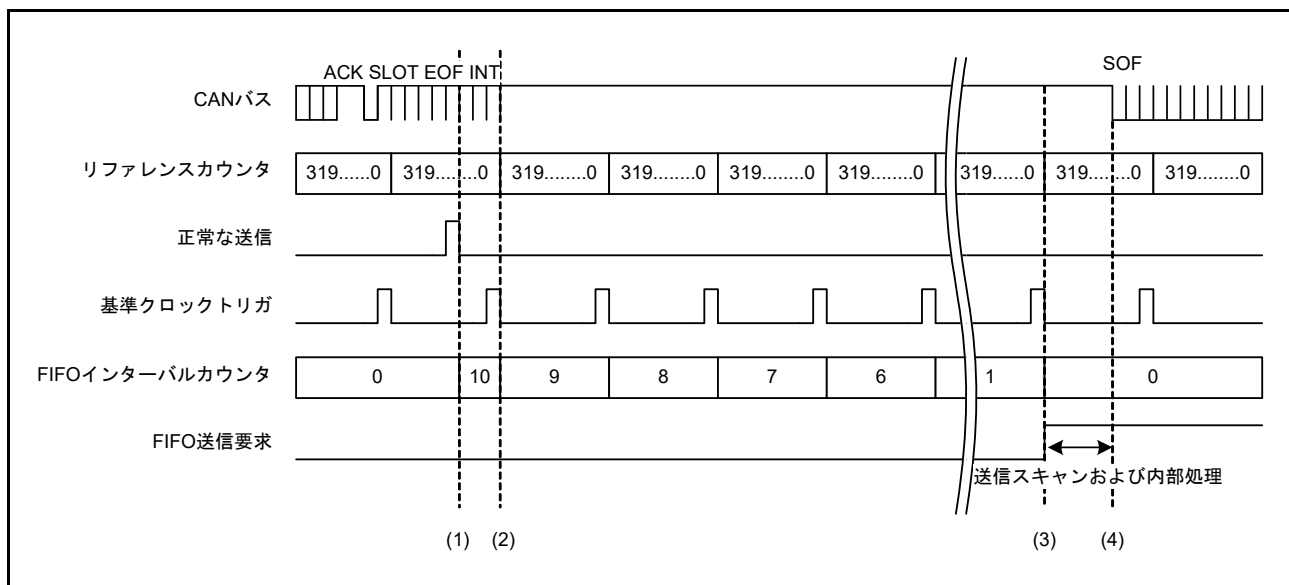 ACK SLOT EOF INT
SOF
CANバス
リファレンスカウンタ 319......0 319........0 319........0 319........0 319........0 319........0 319......0 319........0 319........0
正常な送信
基準クロックトリガ
FIFOインターバルカウンタ 0 10 9 8 7 6 1 0
FIFO送信要求
送信スキャンおよび内部処理
(1) (2) (3) (4)